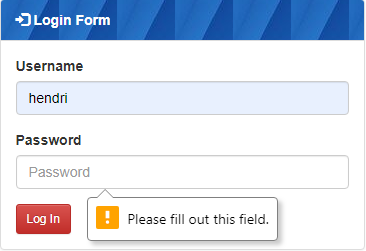 Login Form
Username
hendri
Password
Password
Log In
Please fill out this field.